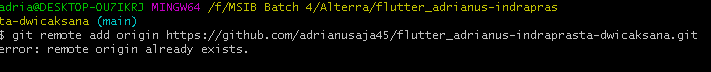 adria@DESKTOP-QU7IKRJ MINGW64 /f/MSIB Batch 4/Alterra/flutter_adrianus-indrapras
ta-dwicaksana (main)
$ git remote add origin https://github.com/adrianusaja45/flutter_adrianus-indraprasta-dwicaksana.git
error: remote origin already exists.